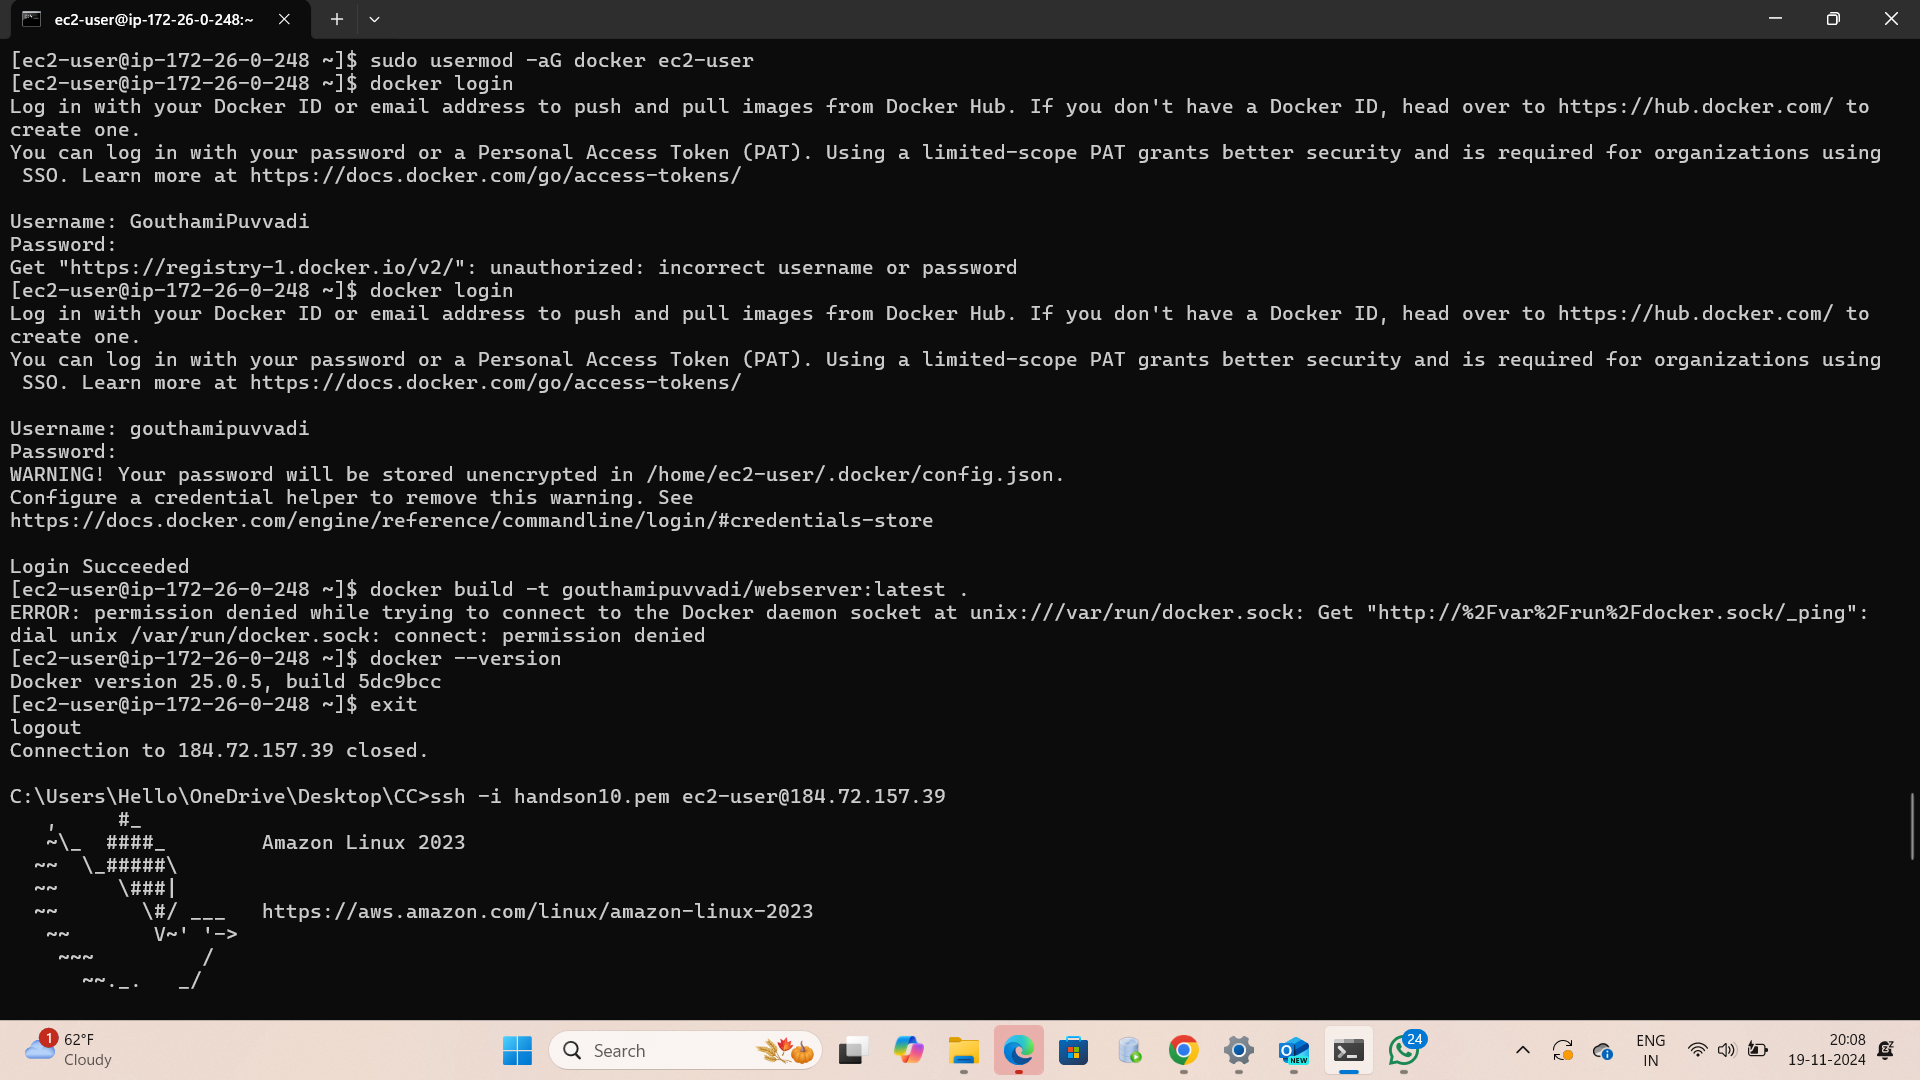 ec2-user@ip-172-26-0-248:~
[ec2-user@ip-172-26-0-248 ~]$ sudo usermod -aG docker ec2-user
[ec2-user@ip-172-26-0-248 ~]$ docker login
Log in with your Docker ID or email address to push and pull images from Docker Hub. If you don't have a Docker ID, head over to https://hub.docker.com/ to
create one.
You can log in with your password or a Personal Access Token (PAT). Using a limited-scope PAT grants better security and is required for organizations using
 SSO. Learn more at https://docs.docker.com/go/access-tokens/

Username: GouthamiPuvvadi
Password:
Get "https://registry-1.docker.io/v2/": unauthorized: incorrect username or password
[ec2-user@ip-172-26-0-248 ~]$ docker login
Log in with your Docker ID or email address to push and pull images from Docker Hub. If you don't have a Docker ID, head over to https://hub.docker.com/ to
create one.
You can log in with your password or a Personal Access Token (PAT). Using a limited-scope PAT grants better security and is required for organizations using
 SSO. Learn more at https://docs.docker.com/go/access-tokens/

Username: gouthamipuvvadi
Password:
WARNING! Your password will be stored unencrypted in /home/ec2-user/.docker/config.json.
Configure a credential helper to remove this warning. See
https://docs.docker.com/engine/reference/commandline/login/#credentials-store

Login Succeeded
[ec2-user@ip-172-26-0-248 ~]$ docker build -t gouthamipuvvadi/webserver:latest .
ERROR: permission denied while trying to connect to the Docker daemon socket at unix:///var/run/docker.sock: Get "http://%2Fvar%2Frun%2Fdocker.sock/_ping":
dial unix /var/run/docker.sock: connect: permission denied
[ec2-user@ip-172-26-0-248 ~]$ docker --version
Docker version 25.0.5, build 5dc9bcc
[ec2-user@ip-172-26-0-248 ~]$ exit
logout
Connection to 184.72.157.39 closed.

C:\Users\Hello\OneDrive\Desktop\CC>ssh -i handson10.pem ec2-user@184.72.157.39
   ,     #_
   ~\_  ####_        Amazon Linux 2023
  ~~  \_#####\
  ~~     \###|
  ~~       \#/ ___   https://aws.amazon.com/linux/amazon-linux-2023
   ~~       V~' '->
    ~~~         /
      ~~._.   _/
1
62°F
Cloudy
Search
NEW
24
ENG
IN
20:08
19-11-2024